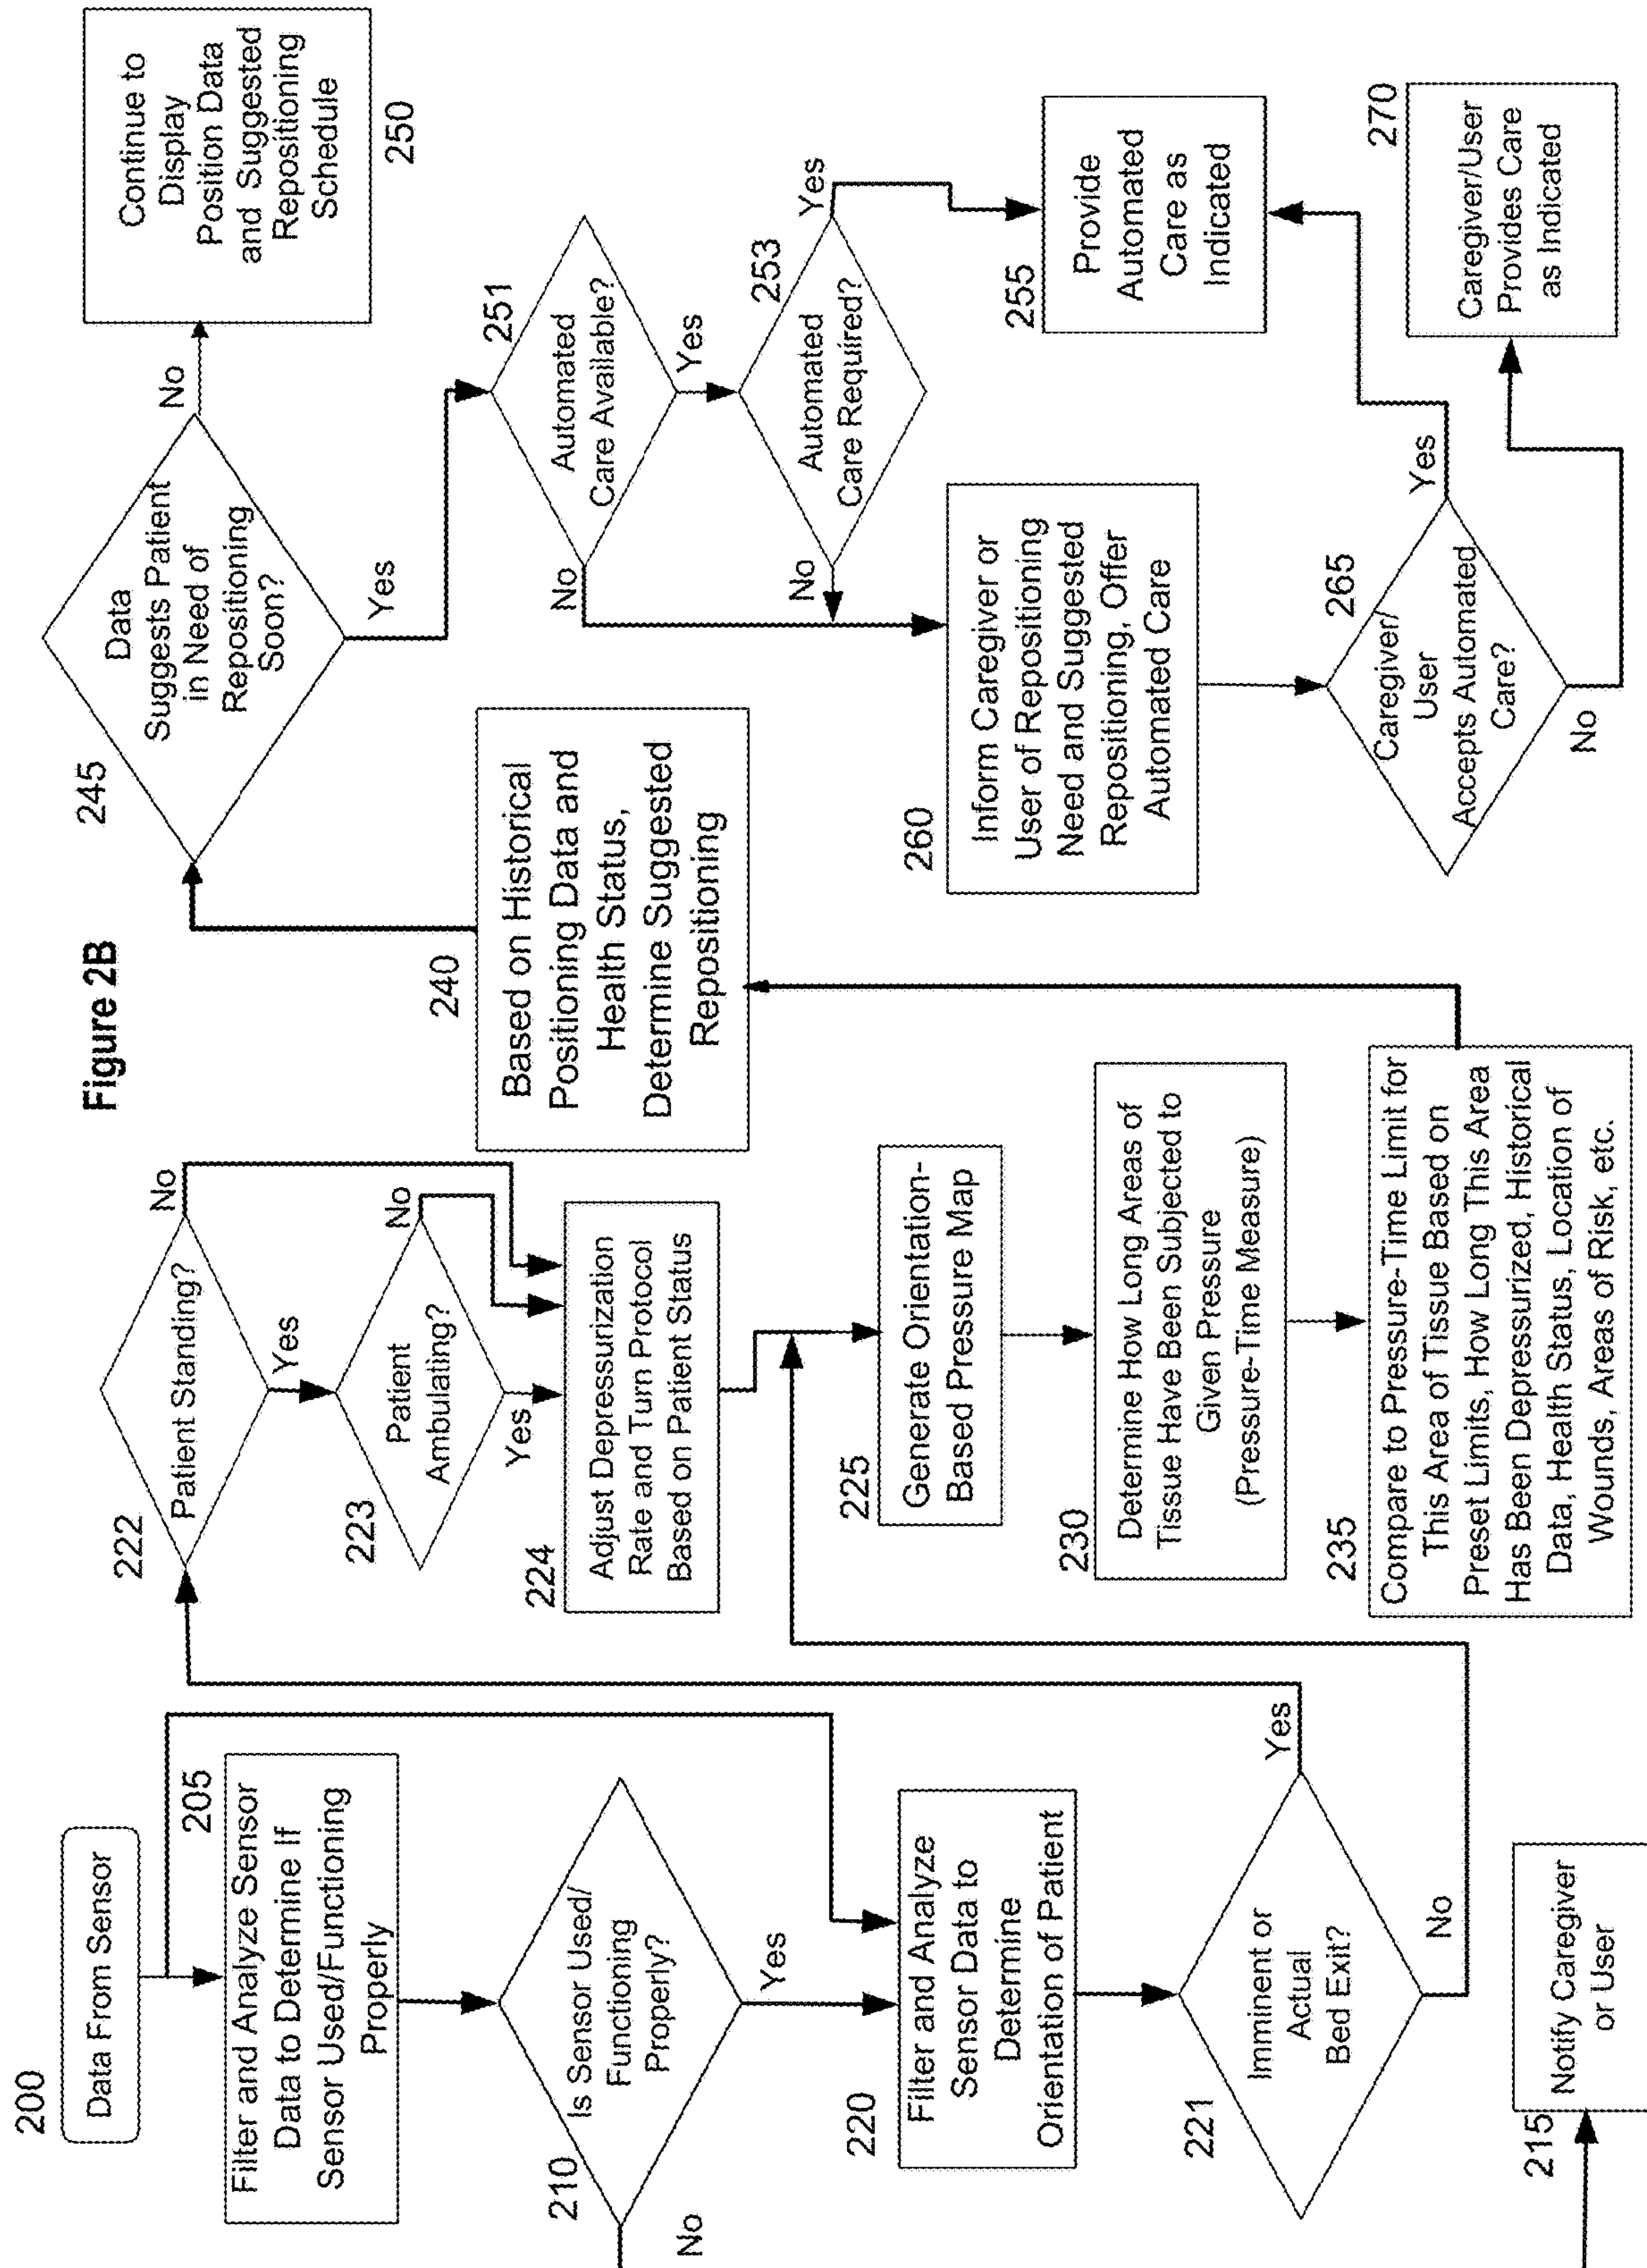 Figure 2B
200
Data From Sensor
205
Filter and Analyze Sensor
Data to Determine If
Sensor Used/Functioning
Properly
210
Is Sensor Used/
Functioning
Properly?
No
Yes
220
Filter and Analyze
Sensor Data to
Determine
Orientation of Patient
221
Imminent or
Actual
Bed Exit?
Yes
No
215
Notify Caregiver
or User
222
Patient Standing?
No
Yes
223
Patient
Ambulating?
No
Yes
224
Adjust Depressurization
Rate and Turn Protocol
Based on Patient Status
225
Generate Orientation-
Based Pressure Map
230
Determine How Long Areas of
Tissue Have Been Subjected to
Given Pressure
(Pressure-Time Measure)
235
Compare to Pressure-Time Limit for
This Area of Tissue Based on
Preset Limits, How Long This Area
Has Been Depressurized, Historical
Data, Health Status, Location of
Wounds, Areas of Risk, etc.
240
Based on Historical
Positioning Data and
Health Status,
Determine Suggested
Repositioning
245
Data
Suggests Patient
in Need of
Repositioning
Soon?
No
Yes
Continue to
Display
Position Data
and Suggested
Repositioning
Schedule
250
251
Automated
Care Available?
No
Yes
253
Automated
Care Required?
No
Yes
255
Provide
Automated
Care as
Indicated
260
Inform Caregiver or
User of Repositioning
Need and Suggested
Repositioning, Offer
Automated Care
265
Caregiver/
User
Accepts Automated
Care?
Yes
No
270
Caregiver/User
Provides Care
as Indicated